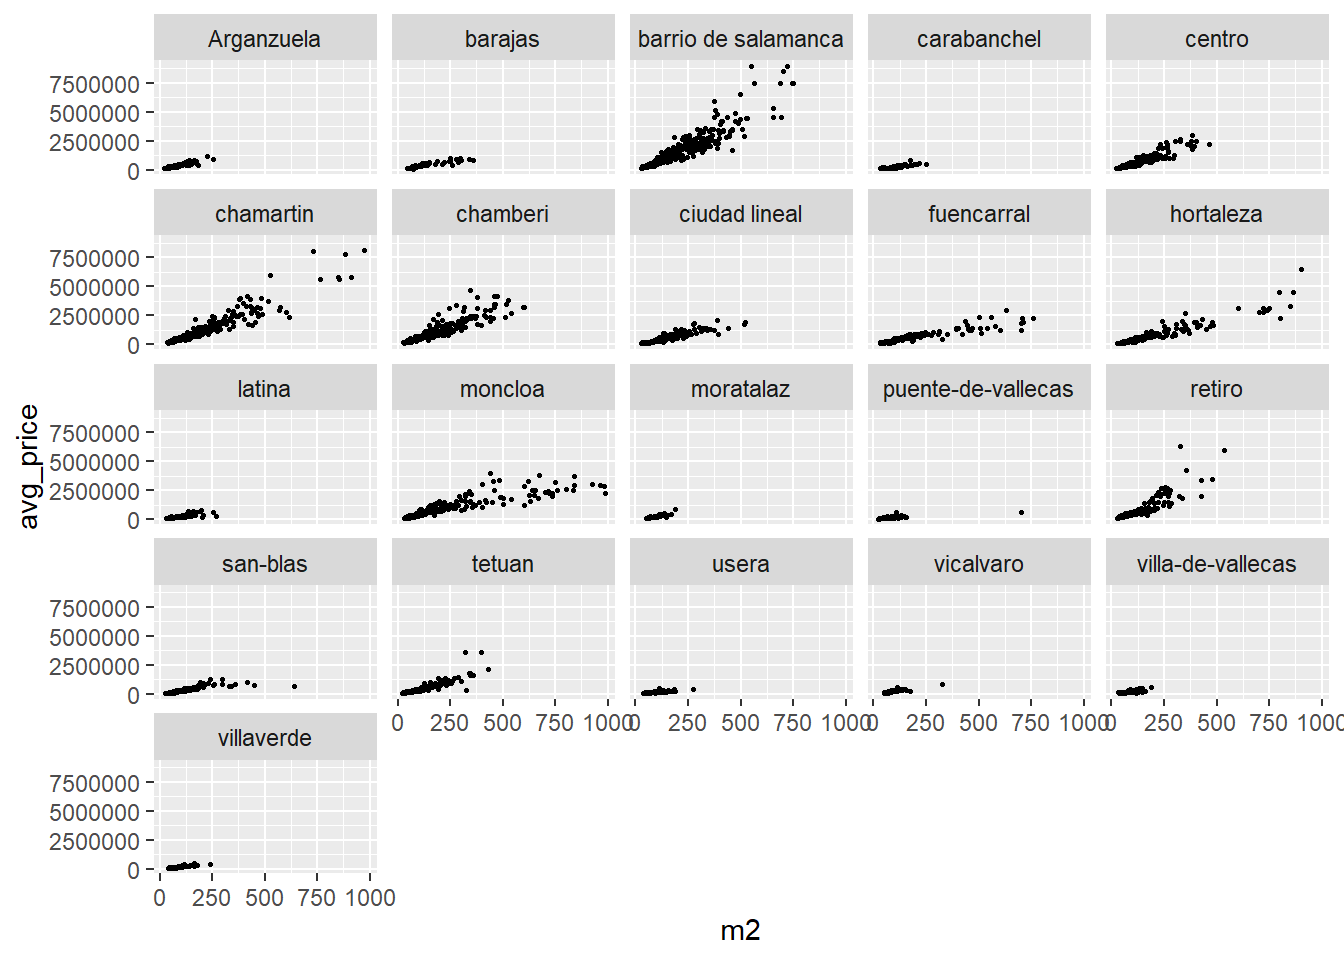 Arganzuela barajas barrio de salamanca carabanchel centro
7500000
5000000
2500000
0
chamartin chamberi ciudad lineal fuencarral hortaleza
7500000
5000000
2500000
0
latina moncloa moratalaz puente-de-vallecas retiro
7500000
5000000
2500000
0
avg_price
san-blas tetuan usera vicalvaro villa-de-vallecas
7500000
5000000
2500000
0
0 250 500 750 1000 0 250 500 750 1000 0 250 500 750 1000 0 250 500 750 1000
villaverde
7500000
5000000
2500000
0
0 250 500 750 1000
m2